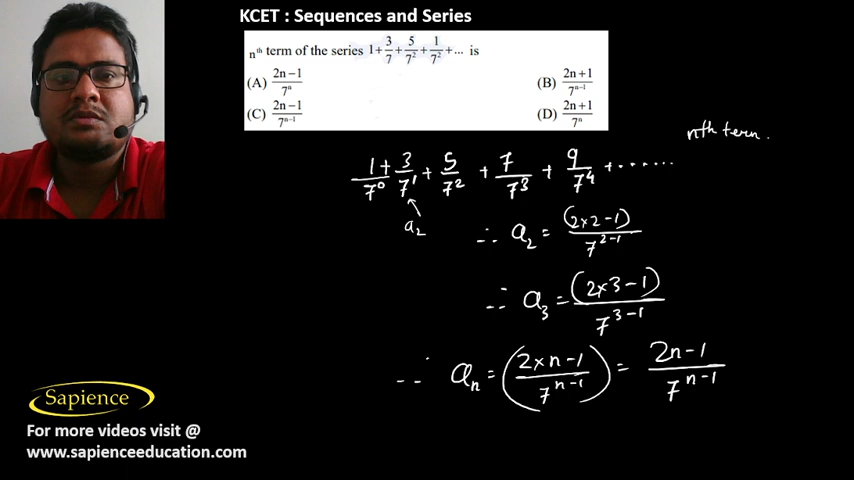 KCET : Sequences and Series
nth term of the series 1+3/7+5/7²+1/7²+... is
(A) 2n−1/7ⁿ (B) 2n+1/7ⁿ⁻¹
(C) 2n−1/7ⁿ⁻¹ (D) 2n+1/7ⁿ
nth term.
1/7⁰ + 3/7¹ + 5/7² + 7/7³ + 9/7⁴ + .......
a₂
∴ a₂ = (2×2−1)/7²⁻¹
∴ a₃ = (2×3−1)/7³⁻¹
∴ aₙ = (2×n−1/7ⁿ⁻¹) = 2n−1/7ⁿ⁻¹
Sapience
For more videos visit @
www.sapienceeducation.com